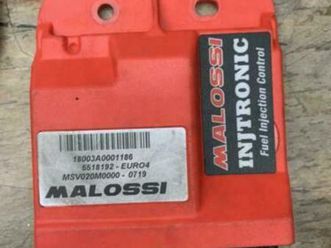 18003A0001186
5518192 - EURO4
MSV020M0000 - 0719
MALOSSI
MALOSSI
INJTRONIC
Fuel Injection Control